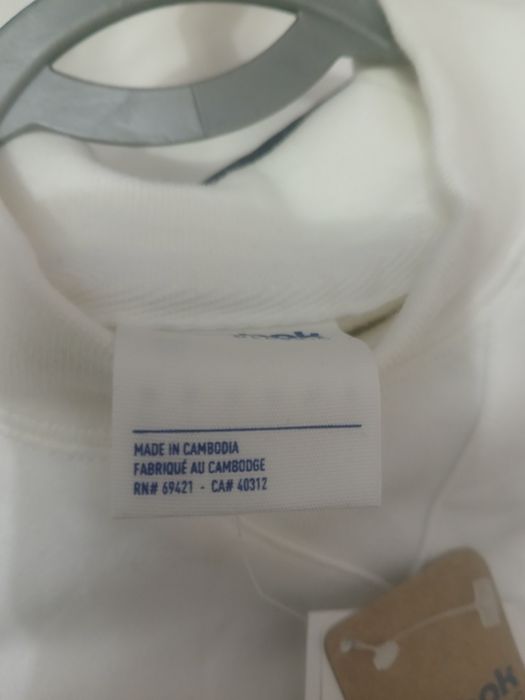 MADE IN CAMBODIA
FABRIQUÉ AU CAMBODGE
RN# 69421 - CA# 40312